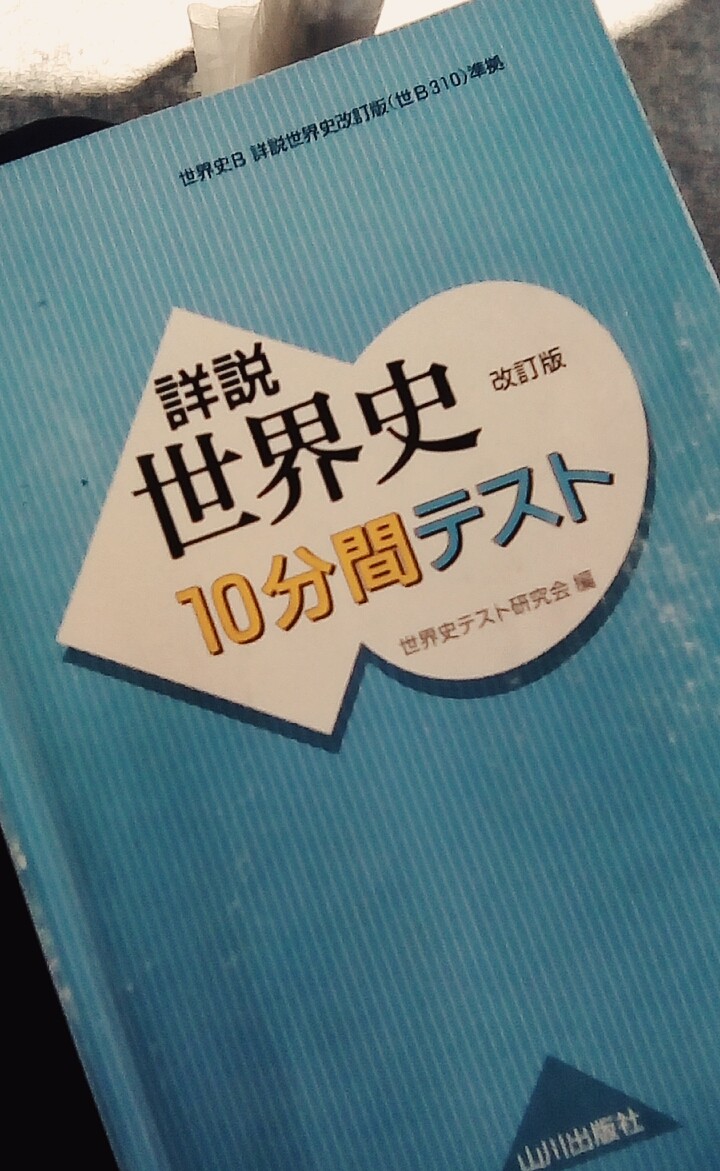 世界史B 詳説世界史改訂版(世B310)準拠
詳説
世界史
改訂版
10分間テスト
世界史テスト研究会 編
山川出版社